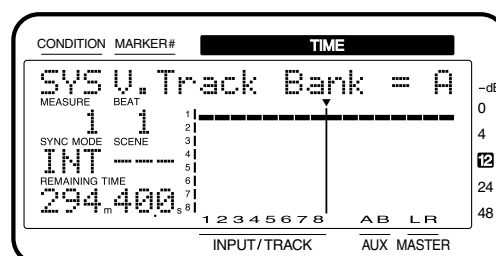 CONDITION MARKER# TIME
SYS V.Track Bank = A
MEASURE BEAT
1 1
SYNC MODE SCENE
INT ---
REMAINING TIME
294m400s
1
2
3
4
5
6
7
8
1 2 3 4 5 6 7 8 A B L R
-dB
0
4
12
24
48
INPUT/TRACK AUX MASTER